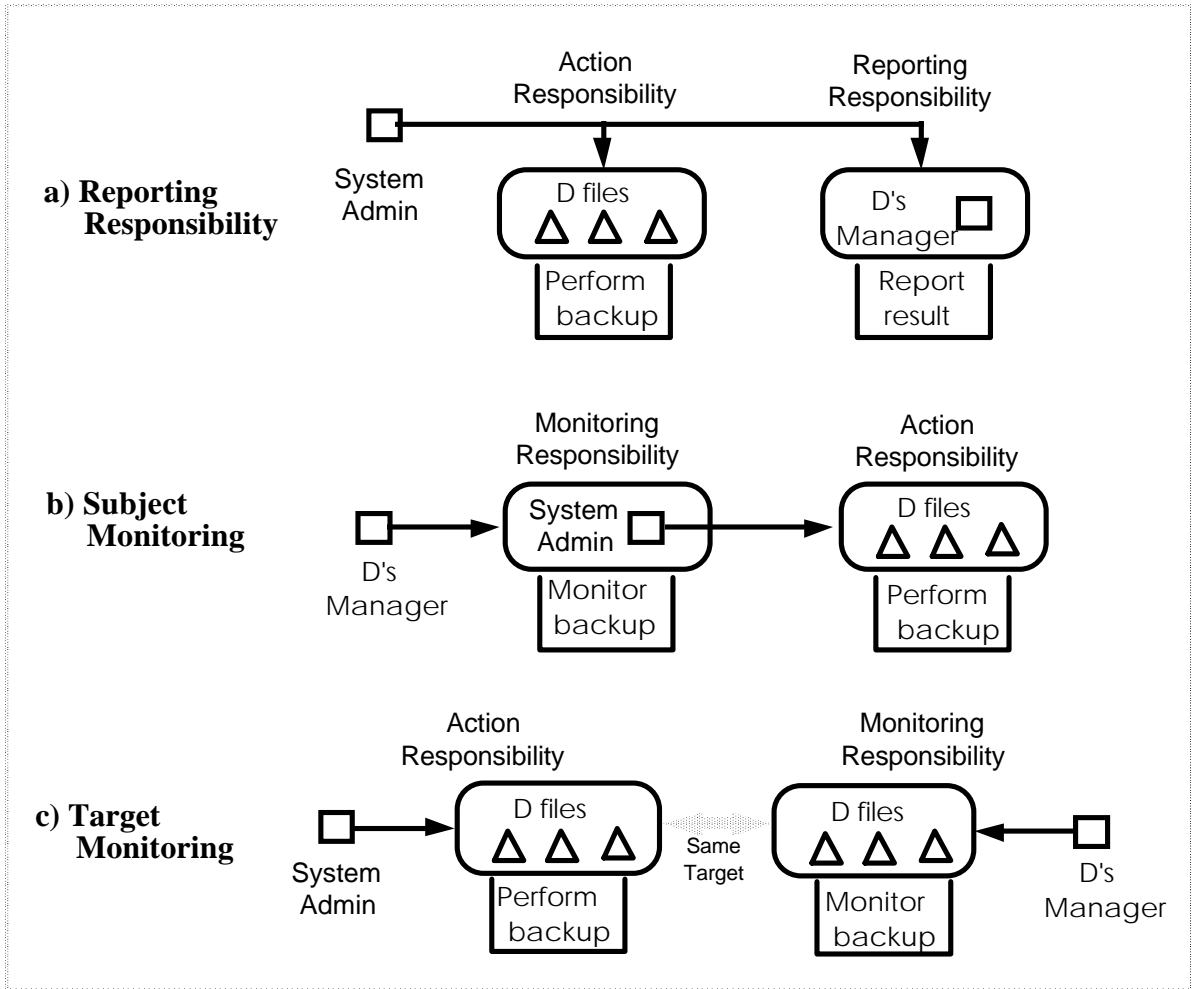 Action
Responsibility
Reporting
Responsibility
System
Admin
a) Reporting
Responsibility
D files
D's
Manager
Perform
backup
Report
result
Monitoring
Responsibility
Action
Responsibility
b) Subject
Monitoring
System
Admin
D files
D's
Manager
Monitor
backup
Perform
backup
Action
Responsibility
Monitoring
Responsibility
c) Target
Monitoring
D files
D files
Same
Target
System
Admin
D's
Manager
Perform
backup
Monitor
backup